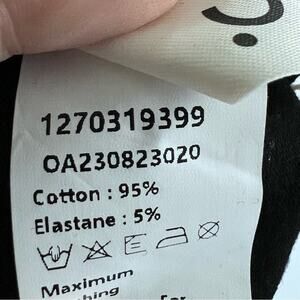 1270319399
OA230823020
Cotton : 95%
Elastane : 5%
Maximum